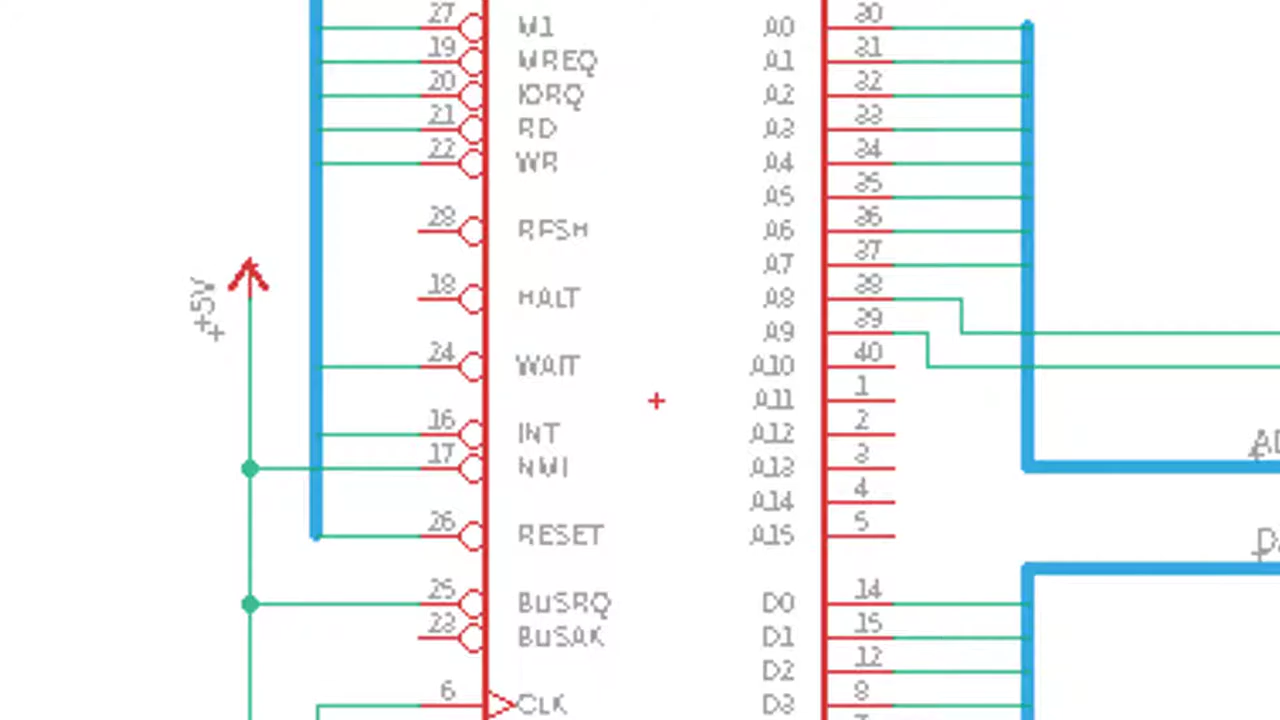 27 M1 A0 30
19 MREQ A1 31
20 IORQ A2 32
21 RD A3 33
22 WR A4 34
A5 35
28 RFSH A6 36
A7 37
+5V
18 HALT A8 38
A9 39
24 WAIT A10 40
A11 1
16 INT A12 2
17 NMI A13 3
A14 4
26 RESET A15 5
25 BUSRQ D0 14
23 BUSAK D1 15
D2 12
6 CLK D3 8